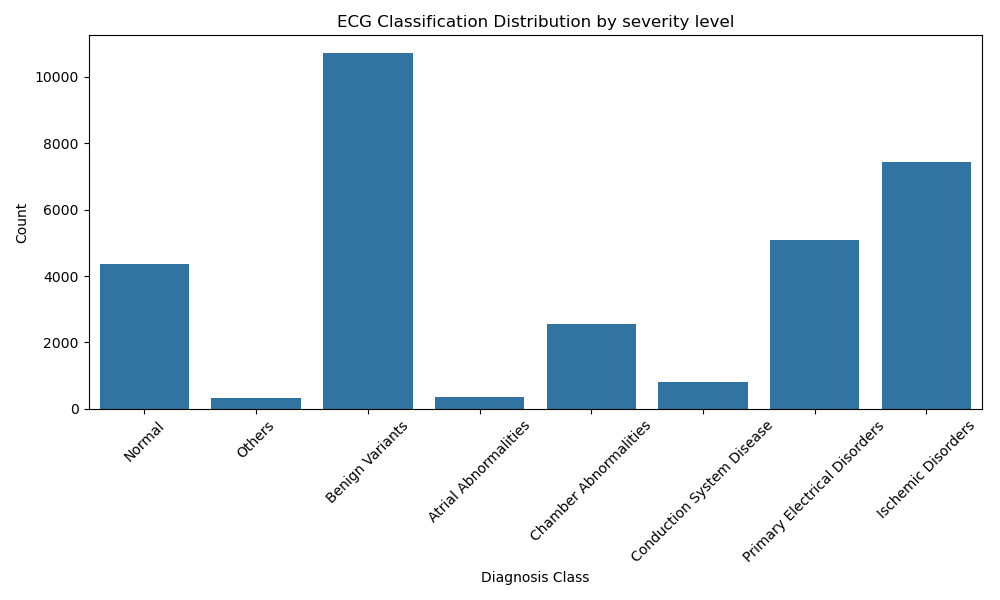 ECG Classification Distribution by severity level
Count
10000
8000
6000
4000
2000
0
Normal
Others
Benign Variants
Atrial Abnormalities
Chamber Abnormalities
Conduction System Disease
Primary Electrical Disorders
Ischemic Disorders
Diagnosis Class